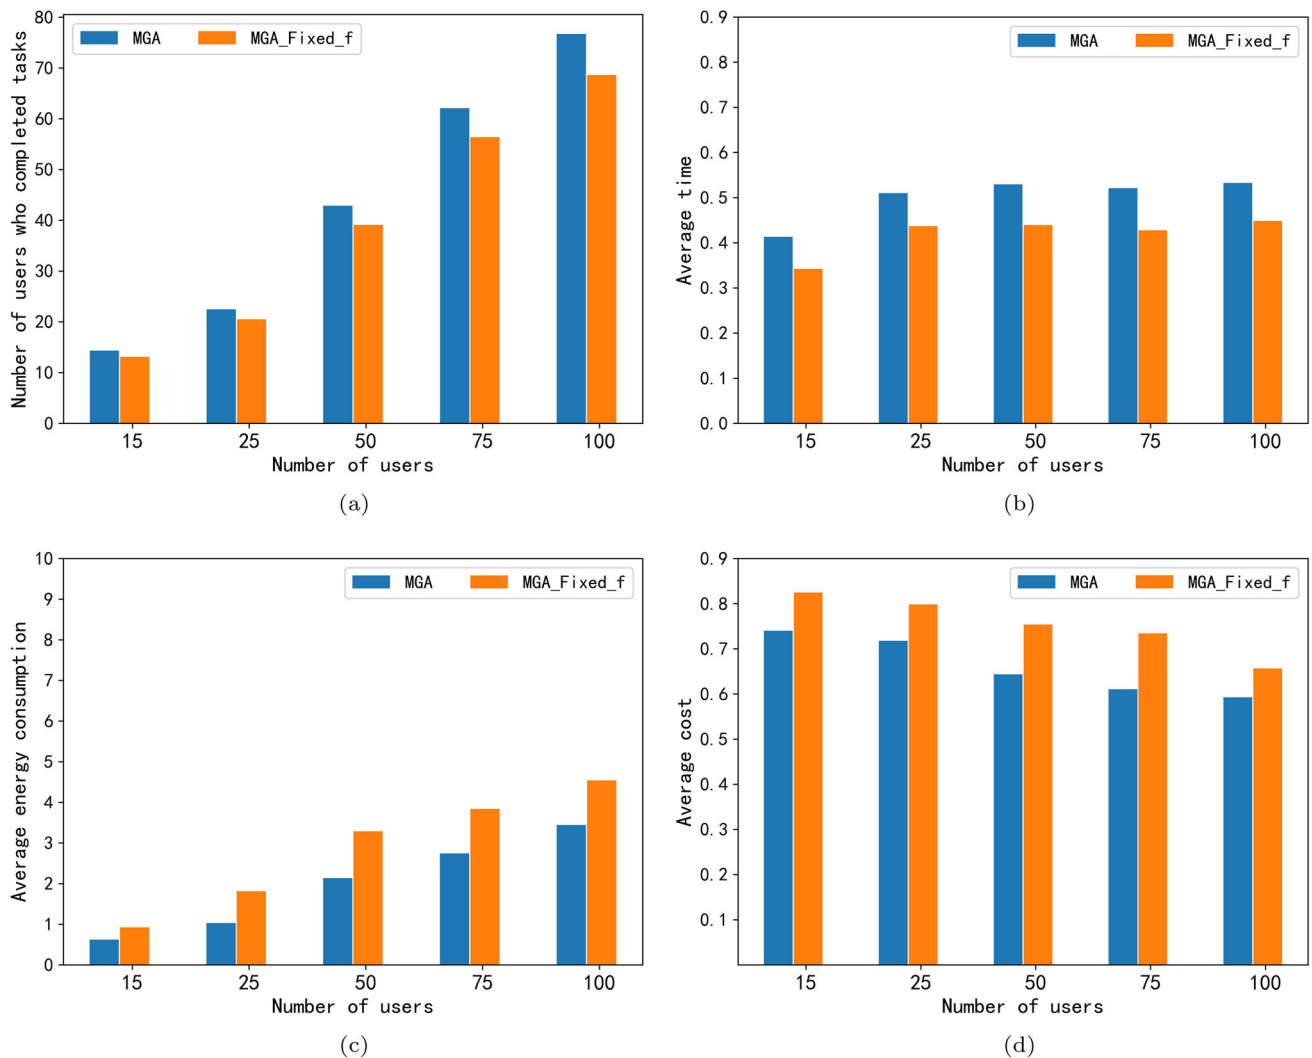 MGA MGA_Fixed_f
Number of users who completed tasks
80
70
60
50
40
30
20
10
0
15 25 50 75 100
Number of users
(a)
MGA MGA_Fixed_f
Average time
0.9
0.8
0.7
0.6
0.5
0.4
0.3
0.2
0.1
0.0
15 25 50 75 100
Number of users
(b)
MGA MGA_Fixed_f
Average energy consumption
10
9
8
7
6
5
4
3
2
1
0
15 25 50 75 100
Number of users
(c)
MGA MGA_Fixed_f
Average cost
0.9
0.8
0.7
0.6
0.5
0.4
0.3
0.2
0.1
15 25 50 75 100
Number of users
(d)